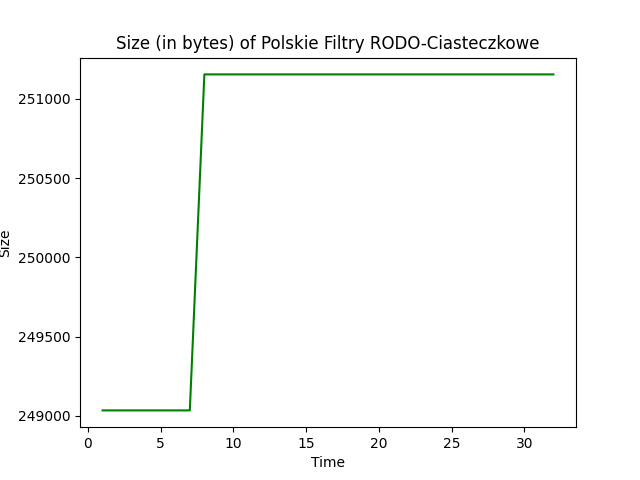 Size (in bytes) of Polskie Filtry RODO-Ciasteczkowe
251000
250500
250000
249500
249000
Size
0 5 10 15 20 25 30
Time